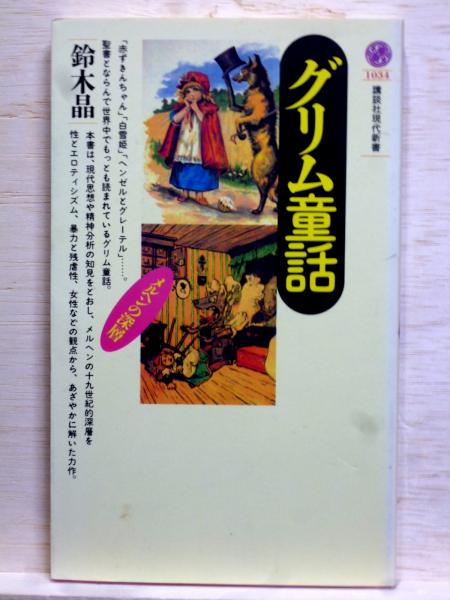 1034
講談社現代新書
グリム童話
メルヘンの深層
「赤ずきんちゃん」「白雪姫」「ヘンゼルとグレーテル」……。
聖書とならんで世界中でもっとも読まれているグリム童話。
本書は、現代思想や精神分析の知見をとおし、メルヘンの十九世紀的深層を
性とエロティシズム、暴力と残虐性、女性などの観点から、あざやかに解いた力作。
鈴木晶